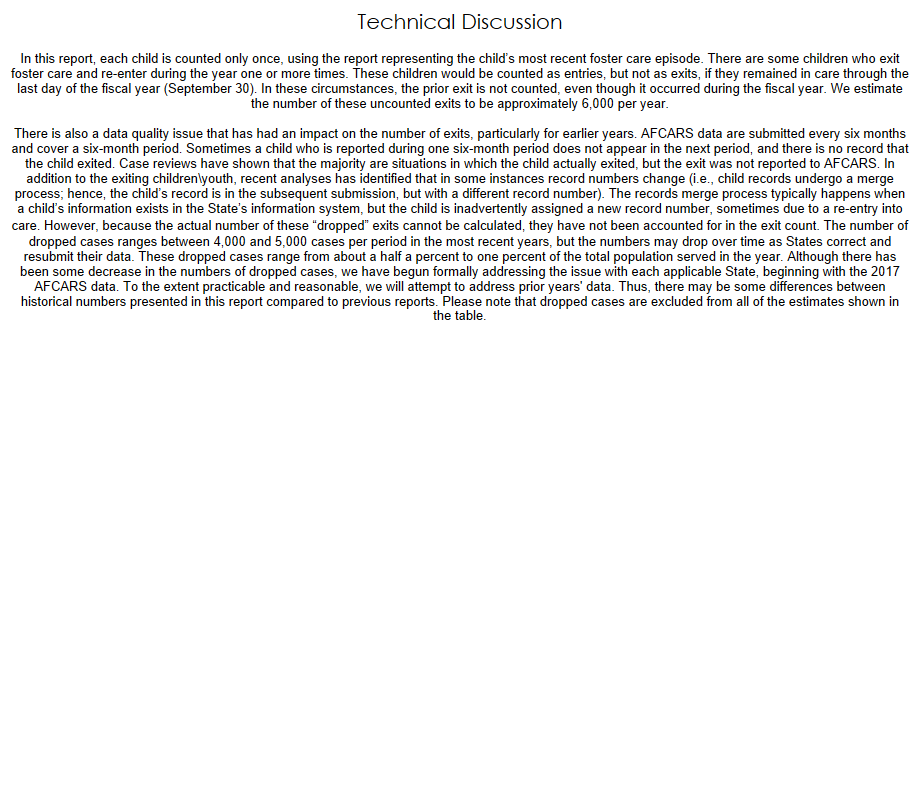 Technical Discussion
In this report, each child is counted only once, using the report representing the child's most recent foster care episode. There are some children who exit
foster care and re-enter during the year one or more times. These children would be counted as entries, but not as exits, if they remained in care through the
last day of the fiscal year (September 30). In these circumstances, the prior exit is not counted, even though it occurred during the fiscal year. We estimate
the number of these uncounted exits to be approximately 6,000 per year.
There is also a data quality issue that has had an impact on the number of exits, particularly for earlier years. AFCARS data are submitted every six months
and cover a six-month period. Sometimes a child who is reported during one six-month period does not appear in the next period, and there is no record that
the child exited. Case reviews have shown that the majority are situations in which the child actually exited, but the exit was not reported to AFCARS. In
addition to the exiting children\youth, recent analyses has identified that in some instances record numbers change (i.e., child records undergo a merge
process; hence, the child's record is in the subsequent submission, but with a different record number). The records merge process typically happens when
a child's information exists in the State's information system, but the child is inadvertently assigned a new record number, sometimes due to a re-entry into
care. However, because the actual number of these “dropped” exits cannot be calculated, they have not been accounted for in the exit count. The number of
dropped cases ranges between 4,000 and 5,000 cases per period in the most recent years, but the numbers may drop over time as States correct and
resubmit their data. These dropped cases range from about a half a percent to one percent of the total population served in the year. Although there has
been some decrease in the numbers of dropped cases, we have begun formally addressing the issue with each applicable State, beginning with the 2017
AFCARS data. To the extent practicable and reasonable, we will attempt to address prior years' data. Thus, there may be some differences between
historical numbers presented in this report compared to previous reports. Please note that dropped cases are excluded from all of the estimates shown in
the table.